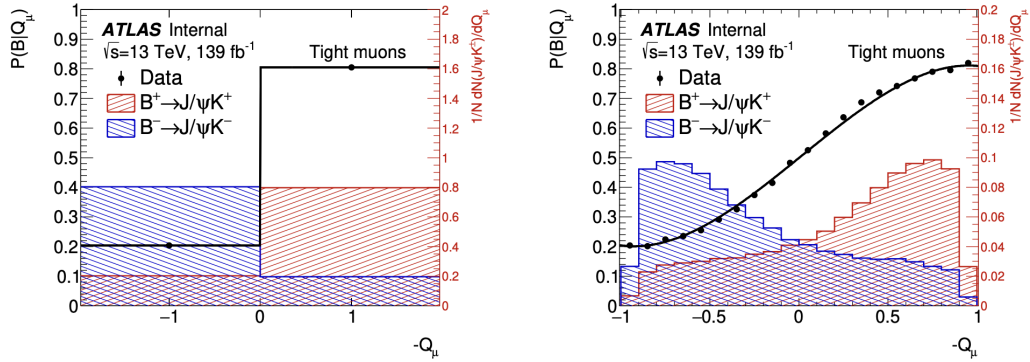 P(B|Q_μ)
ATLAS Internal
√s=13 TeV, 139 fb⁻¹
Tight muons
Data
B⁺→J/ψK⁺
B⁻→J/ψK⁻
1
0.9
0.8
0.7
0.6
0.5
0.4
0.3
0.2
0.1
0
2
1.8
1.6
1.4
1.2
1
0.8
0.6
0.4
0.2
0
1/N dN(J/ψK^±)/dQ_μ
−1 0 1
-Q_μ
P(B|Q_μ)
ATLAS Internal
√s=13 TeV, 139 fb⁻¹
Tight muons
Data
B⁺→J/ψK⁺
B⁻→J/ψK⁻
1
0.9
0.8
0.7
0.6
0.5
0.4
0.3
0.2
0.1
0
0.2
0.18
0.16
0.14
0.12
0.1
0.08
0.06
0.04
0.02
0
1/N dN(J/ψK^±)/dQ_μ
−1 −0.5 0 0.5 1
-Q_μ